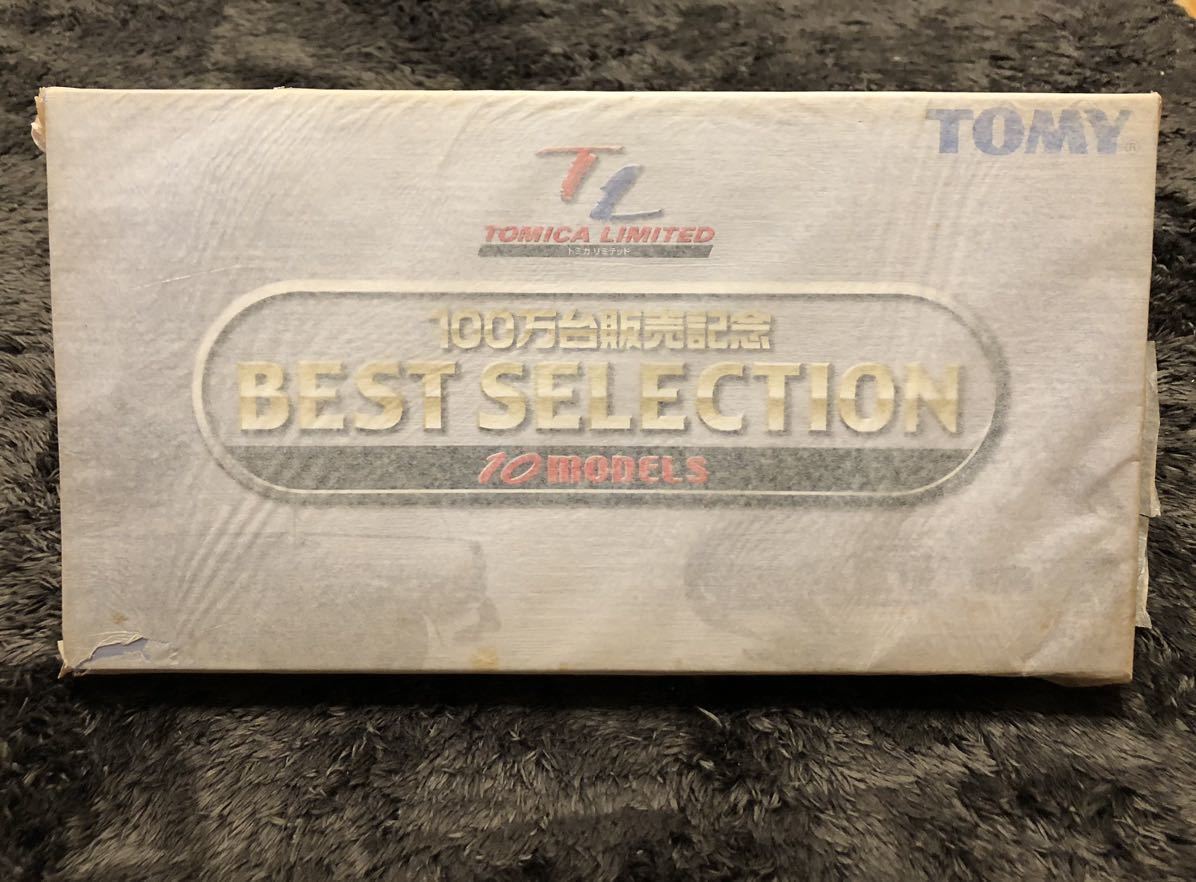 TOMY®
TL
TOMICA LIMITED
トミカリミテッド
100万台販売記念
BEST SELECTION
10 MODELS